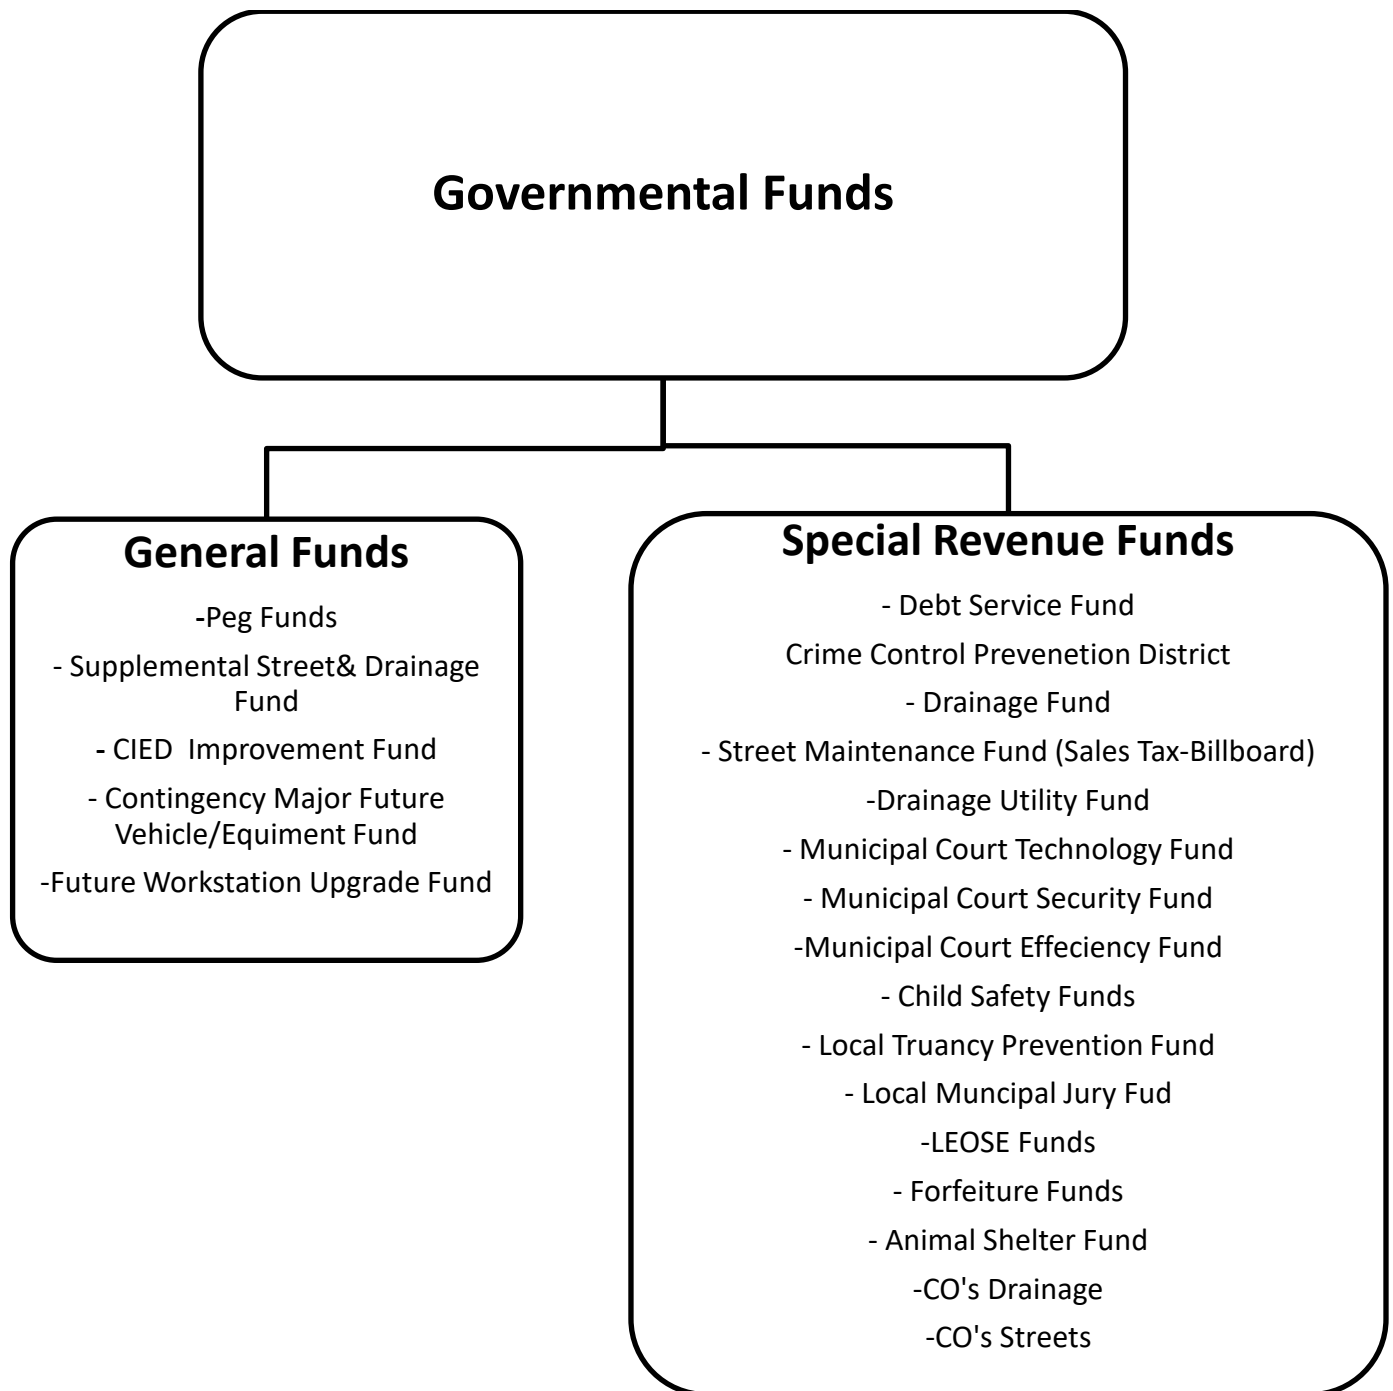 Governmental Funds
General Funds
-Peg Funds
- Supplemental Street& Drainage
Fund
- CIED  Improvement Fund
- Contingency Major Future
Vehicle/Equiment Fund
-Future Workstation Upgrade Fund
Special Revenue Funds
- Debt Service Fund
Crime Control Prevenetion District
- Drainage Fund
- Street Maintenance Fund (Sales Tax-Billboard)
-Drainage Utility Fund
- Municipal Court Technology Fund
- Municipal Court Security Fund
-Municipal Court Effeciency Fund
- Child Safety Funds
- Local Truancy Prevention Fund
- Local Muncipal Jury Fud
-LEOSE Funds
- Forfeiture Funds
- Animal Shelter Fund
-CO's Drainage
-CO's Streets